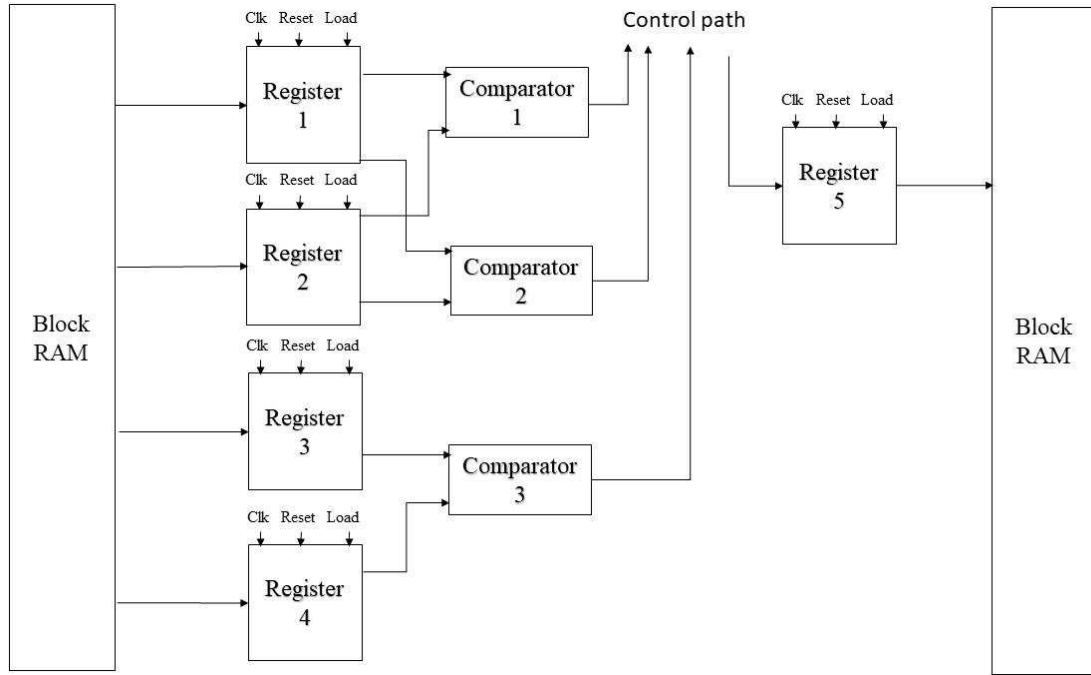 Clk Reset Load
Control path
Register
1
Comparator
1
Clk Reset Load
Register
5
Clk Reset Load
Register
2
Comparator
2
Block
RAM
Block
RAM
Clk Reset Load
Register
3
Comparator
3
Clk Reset Load
Register
4